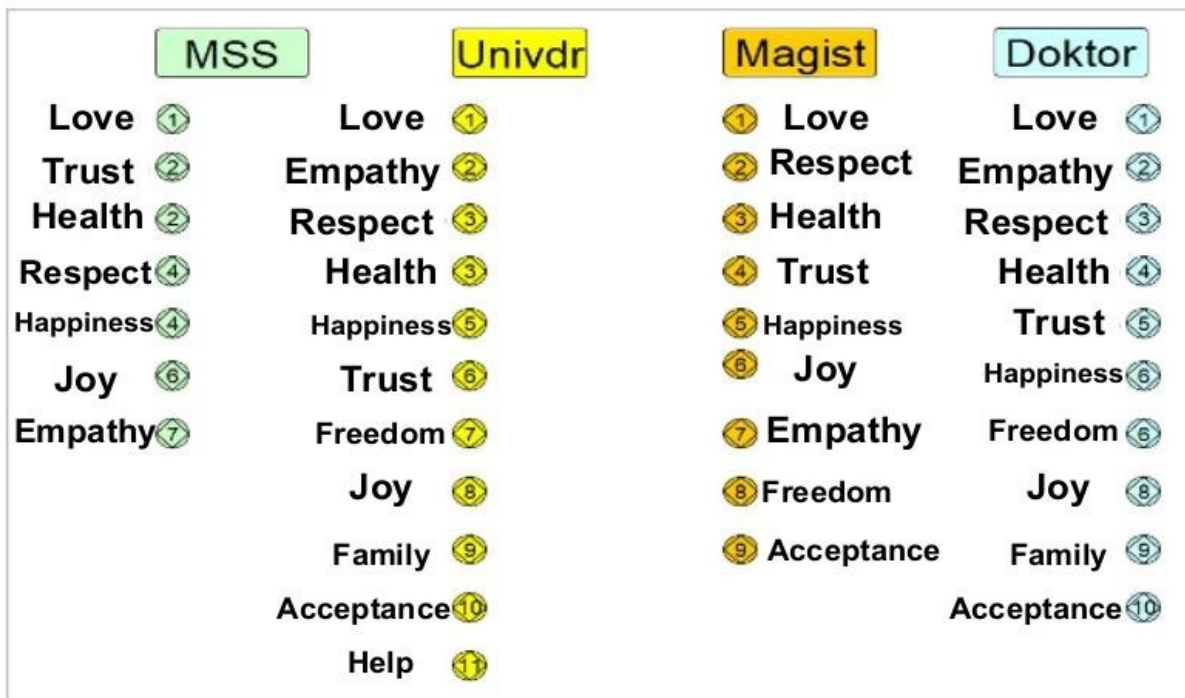 MSS Univdr Magist Doktor
Love 1 Love 1 1 Love Love 1
Trust 2 Empathy 2 2 Respect Empathy 2
Health 2 Respect 3 3 Health Respect 3
Respect 4 Health 3 4 Trust Health 4
Happiness 4 Happiness 5 5 Happiness Trust 5
Joy 6 Trust 6 6 Joy Happiness 6
Empathy 7 Freedom 7 7 Empathy Freedom 6
Joy 8 8 Freedom Joy 8
Family 9 9 Acceptance Family 9
Acceptance 10 Acceptance 10
Help 11